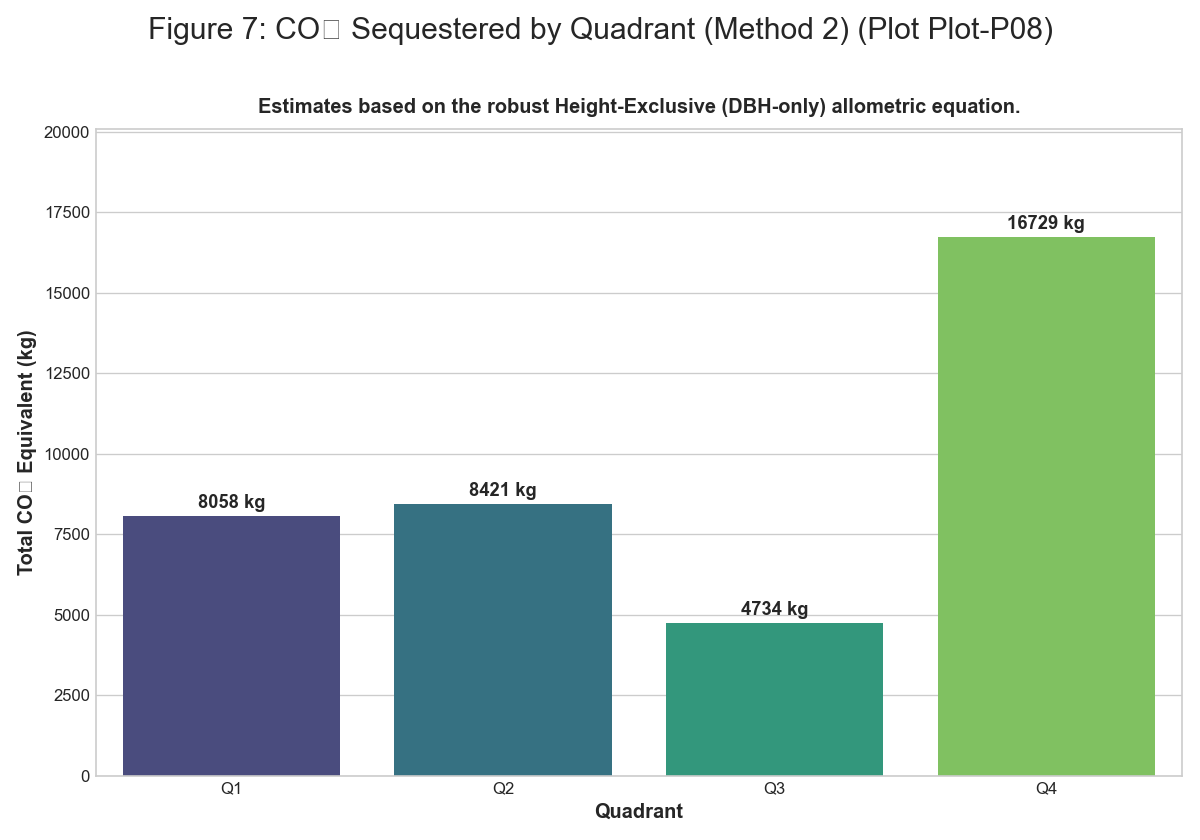 Figure 7: CO□ Sequestered by Quadrant (Method 2) (Plot Plot-P08)
Estimates based on the robust Height-Exclusive (DBH-only) allometric equation.
Total CO□ Equivalent (kg)
20000
17500
15000
12500
10000
7500
5000
2500
0
8058 kg
8421 kg
4734 kg
16729 kg
Q1
Q2
Q3
Q4
Quadrant